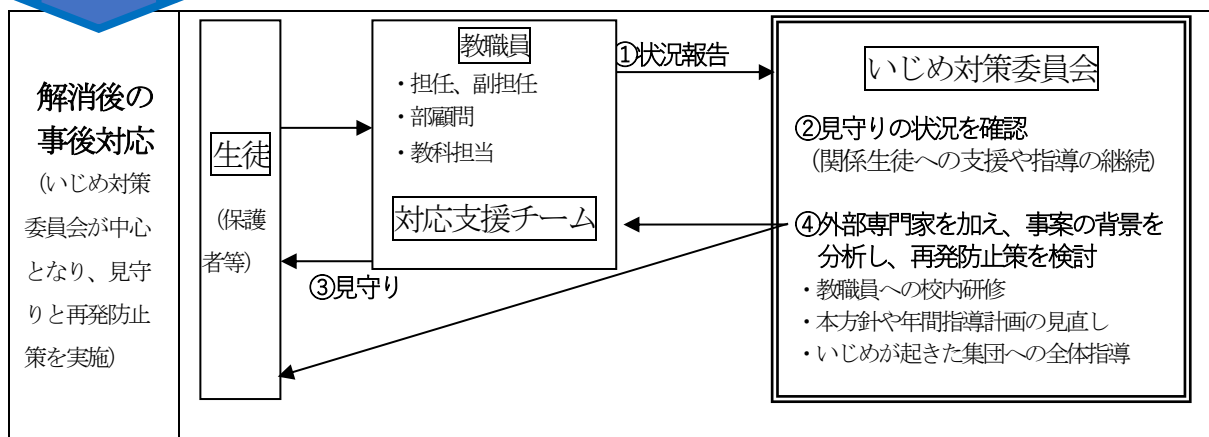 解消後の
事後対応
(いじめ対策
委員会が中心
となり、見守
りと再発防止
策を実施)
生徒
(保護
者等)
教職員
・担任、副担任
・部顧問
・教科担当
対応支援チーム
①状況報告
③見守り
いじめ対策委員会
②見守りの状況を確認
(関係生徒への支援や指導の継続)
④外部専門家を加え、事案の背景を
分析し、再発防止策を検討
・教職員への校内研修
・本方針や年間指導計画の見直し
・いじめが起きた集団への全体指導